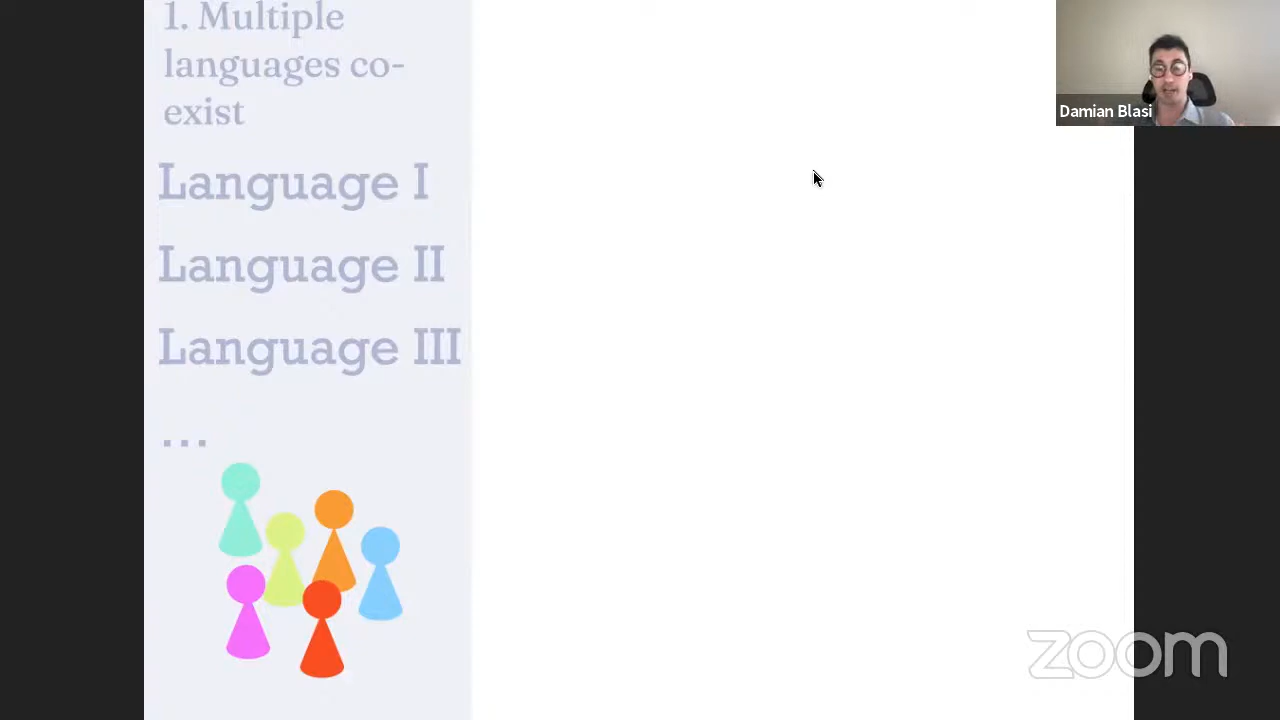 1. Multiple
languages co-
exist
Language I
Language II
Language III
...
Damian Blasi
zoom